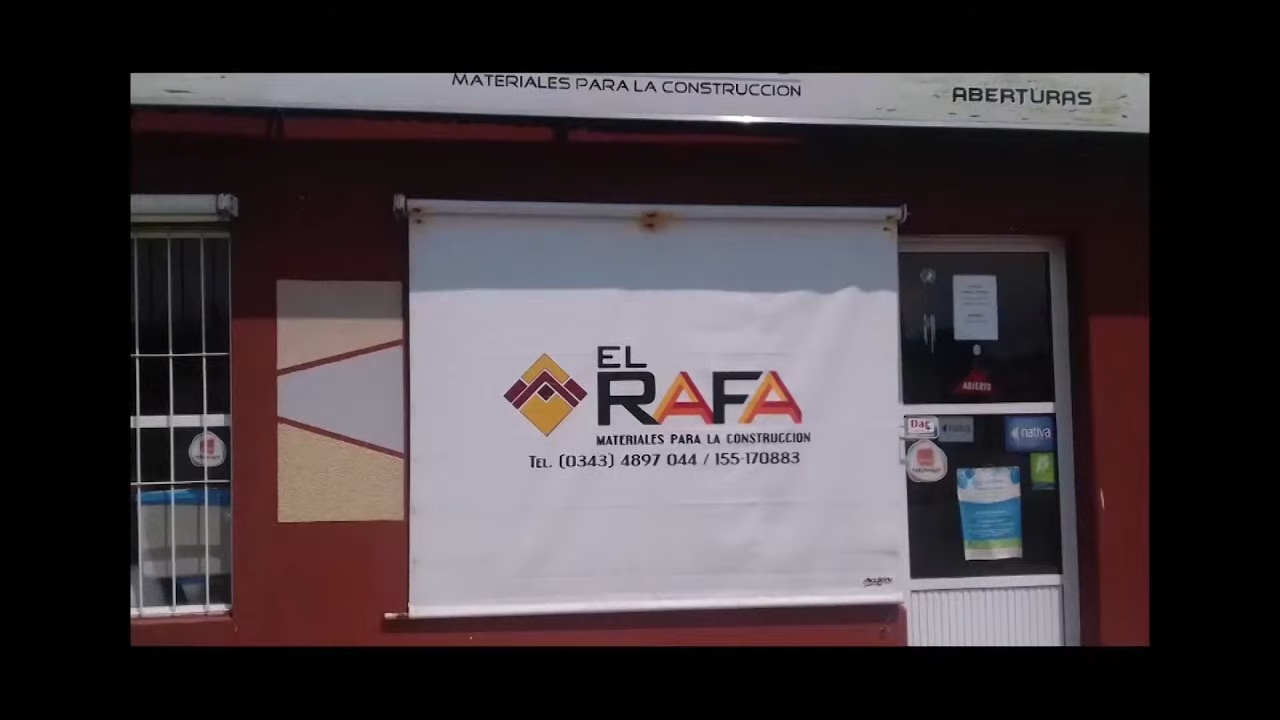 MATERIALES PARA LA CONSTRUCCION
ABERTURAS
EL
RAFA
MATERIALES PARA LA CONSTRUCCION
TEL. (0343) 4897 044 / 155-170883
ABIERTO
nativa
nativa